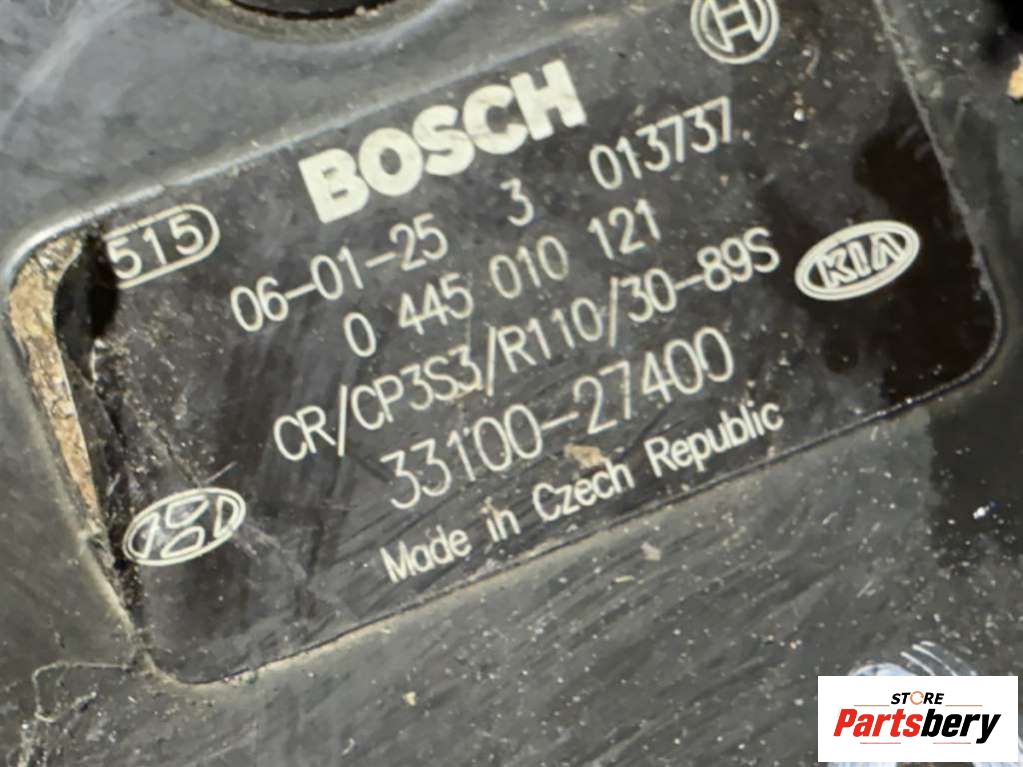 BOSCH
515
06-01-25 3 013737
0 445 010 121
CR/CP3S3/R110/30-89S
KIA
33100-27400
Made in Czech Republic
STORE
Partsbery